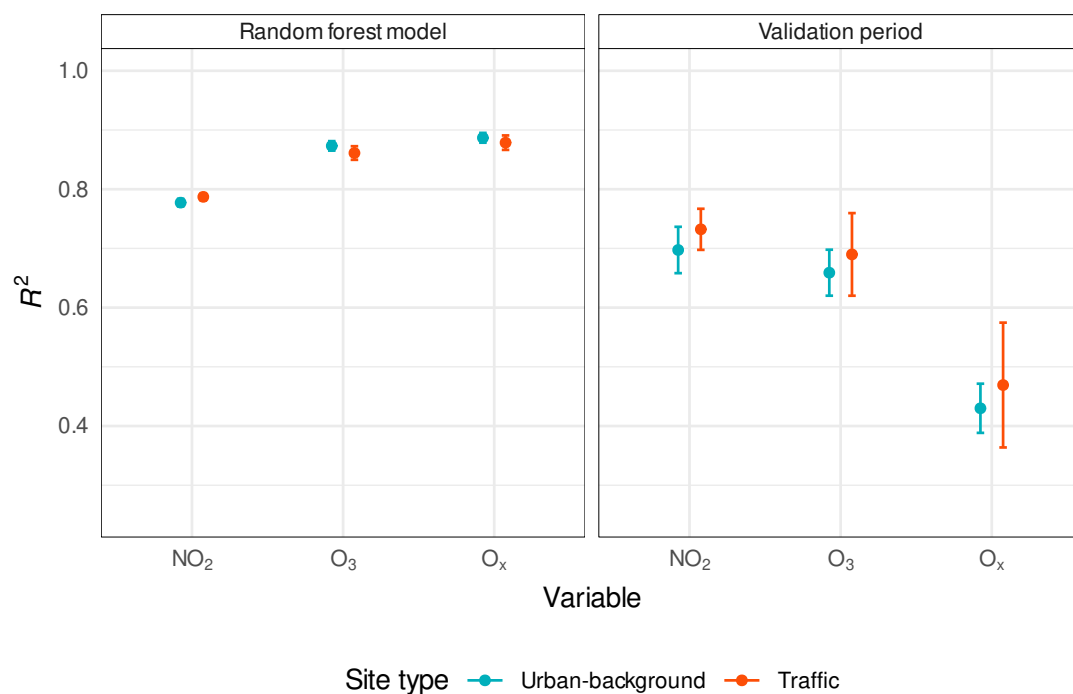 Random forest model Validation period
1.0
0.8
0.6
0.4
R²
NO₂ O₃ Oₓ NO₂ O₃ Oₓ
Variable
Site type Urban-background Traffic